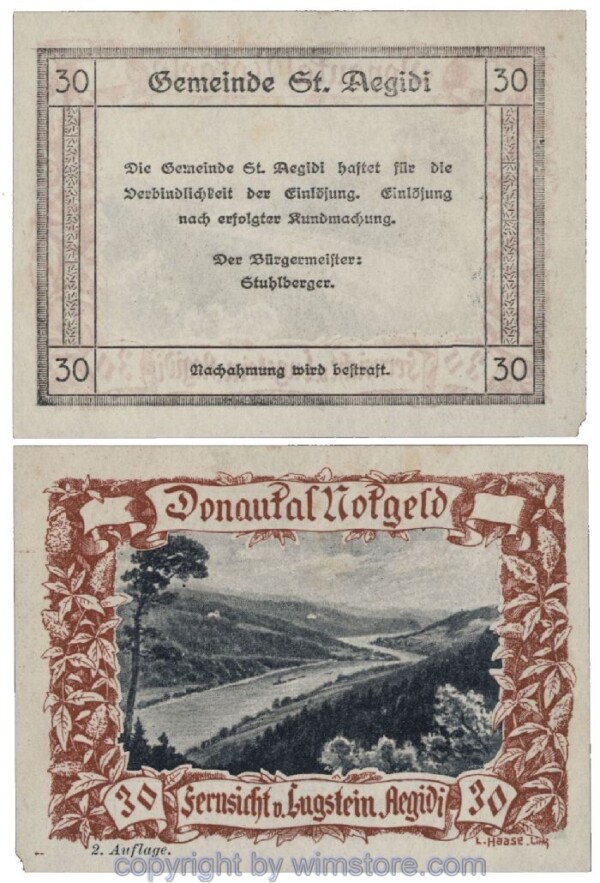 30 Gemeinde St. Aegidi 30
Die Gemeinde St. Aegidi haftet für die
Verbindlichkeit der Einlösung. Einlösung
nach erfolgter Kundmachung.
Der Bürgermeister:
Stuhlberger.
30 Nachahmung wird bestraft. 30
Donautal Notgeld
30 Fernsicht v. Lugstein, Aegidi 30
2. Auflage.
L. Haase. Linz
copyright by wimstore.com